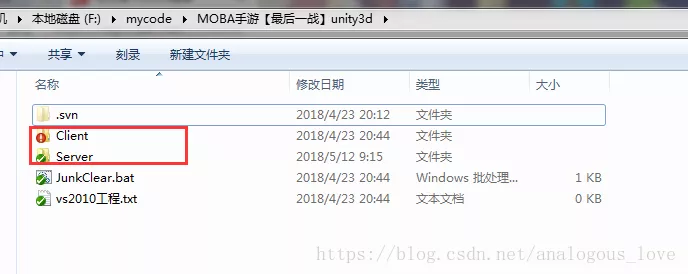 机 ▸ 本地磁盘 (F:) ▸ mycode ▸ MOBA手游【最后一战】unity3d ▸
中 ▾ 共享 ▾ 刻录 新建文件夹
名称 修改日期 类型 大小
.svn 2018/4/23 20:12 文件夹
Client 2018/4/23 20:44 文件夹
Server 2018/5/12 9:15 文件夹
JunkClear.bat 2018/4/23 20:44 Windows 批处理... 1 KB
vs2010工程.txt 2018/4/23 20:44 文本文档 1 KB
https://blog.csdn.net/analogous_love